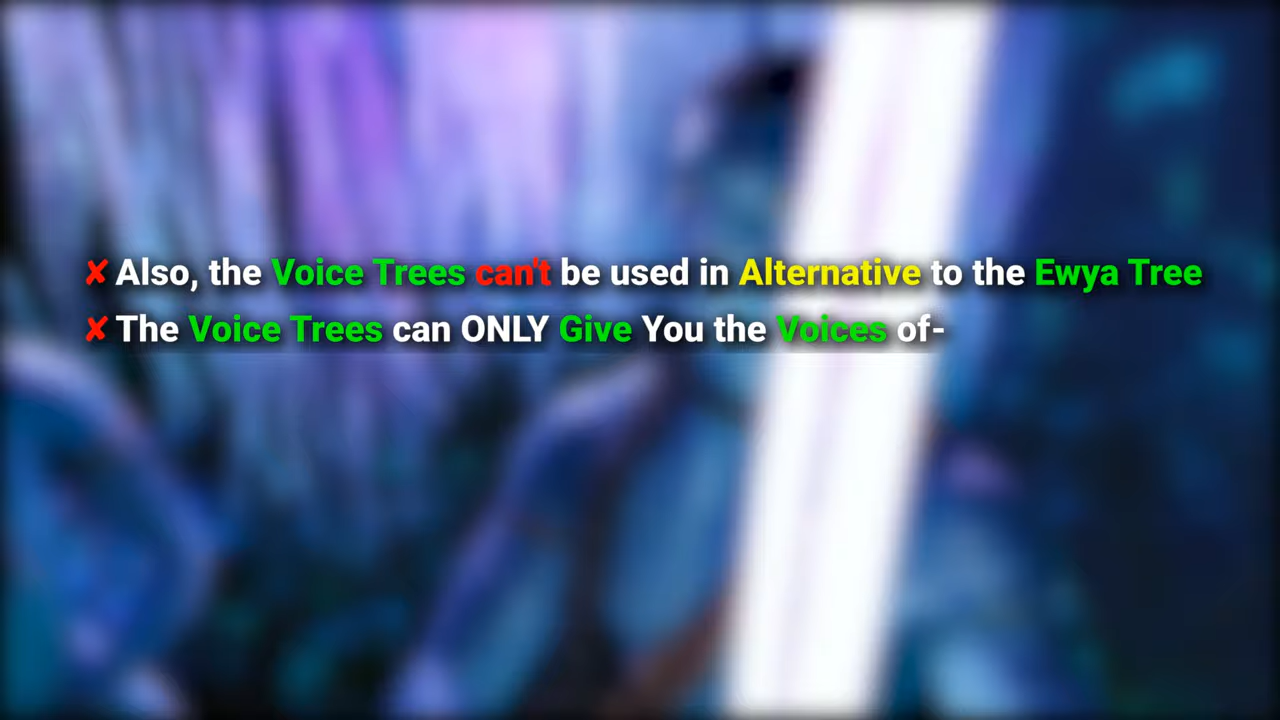 ✘ Also, the Voice Trees can't be used in Alternative to the Ewya Tree
✘ The Voice Trees can ONLY Give You the Voices of-